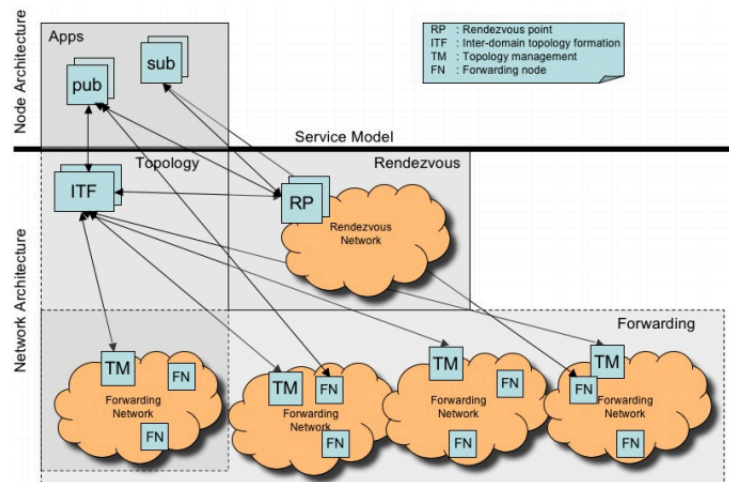 Node Architecture
Apps
pub
sub
RP : Rendezvous point
ITF : Inter-domain topology formation
TM : Topology management
FN : Forwarding node
Service Model
Network Architecture
Topology
Rendezvous
ITF
RP
Rendezvous
Network
Forwarding
TM
FN
Forwarding
Network
FN
TM
FN
Forwarding
Network
FN
TM
FN
Forwarding
Network
FN
TM
FN
Forwarding
Network
FN